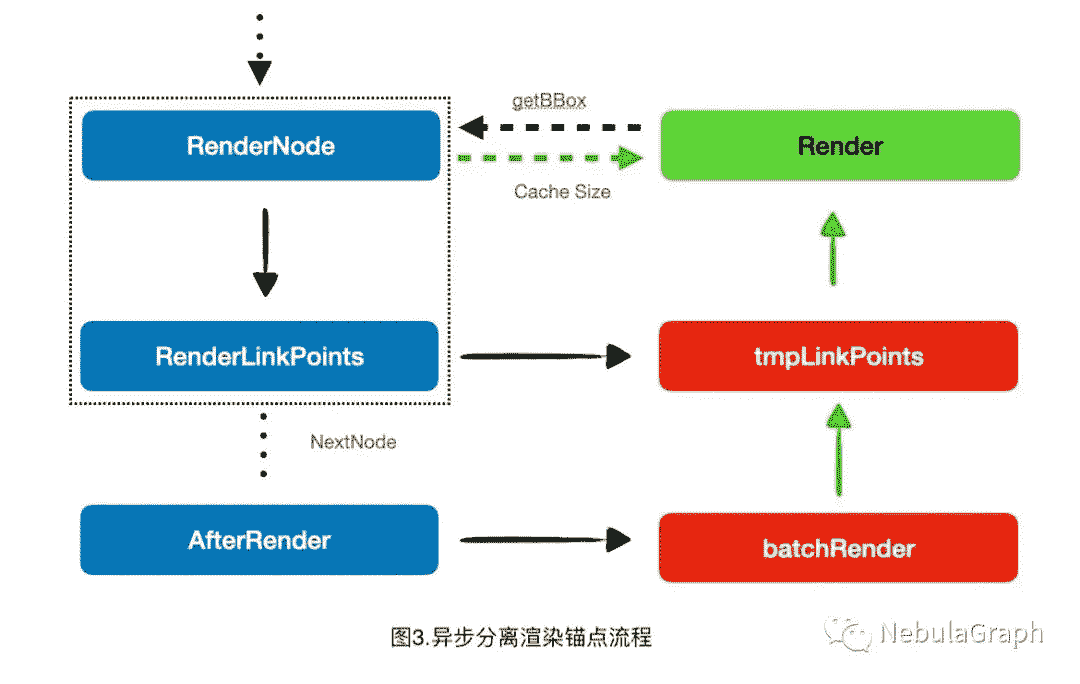 getBBox
RenderNode
Render
Cache Size
RenderLinkPoints
tmpLinkPoints
NextNode
AfterRender
batchRender
图3.异步分离渲染锚点流程
NebulaGraph